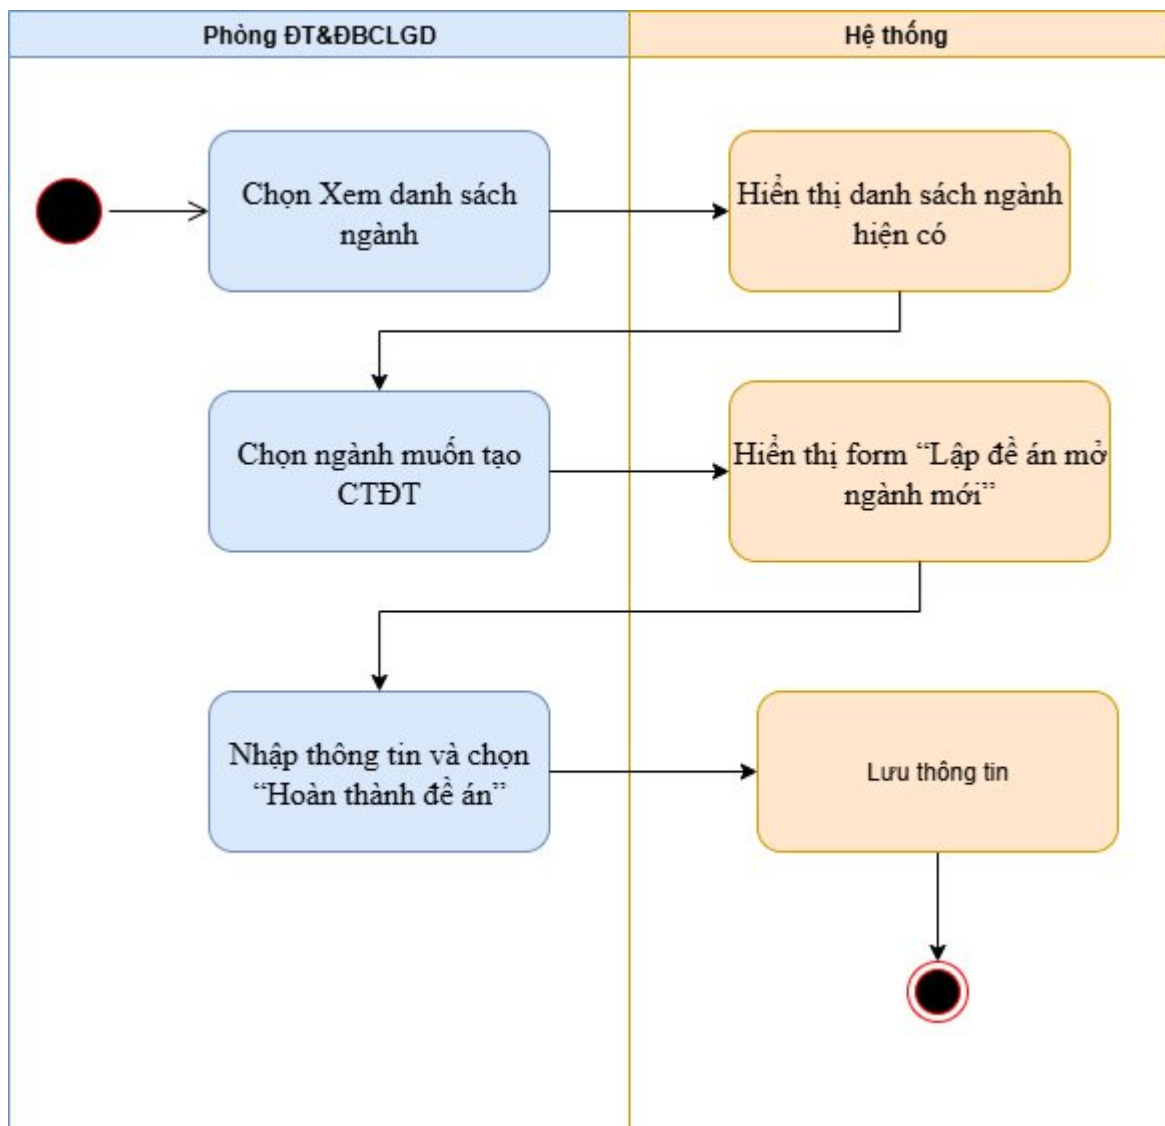 Phòng ĐT&ĐBCLGD
Hệ thống
Chọn Xem danh sách
ngành
Hiển thị danh sách ngành
hiện có
Chọn ngành muốn tạo
CTĐT
Hiển thị form “Lập đề án mở
ngành mới”
Nhập thông tin và chọn
“Hoàn thành đề án”
Lưu thông tin